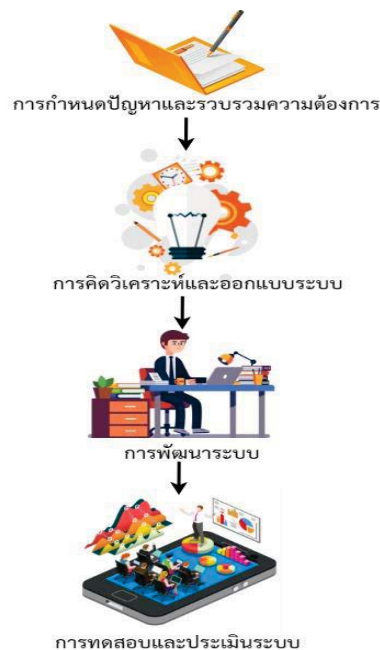 การกำหนดปัญหาและรวบรวมความต้องการ
การคิดวิเคราะห์และออกแบบระบบ
การพัฒนาระบบ
การทดสอบและประเมินระบบ